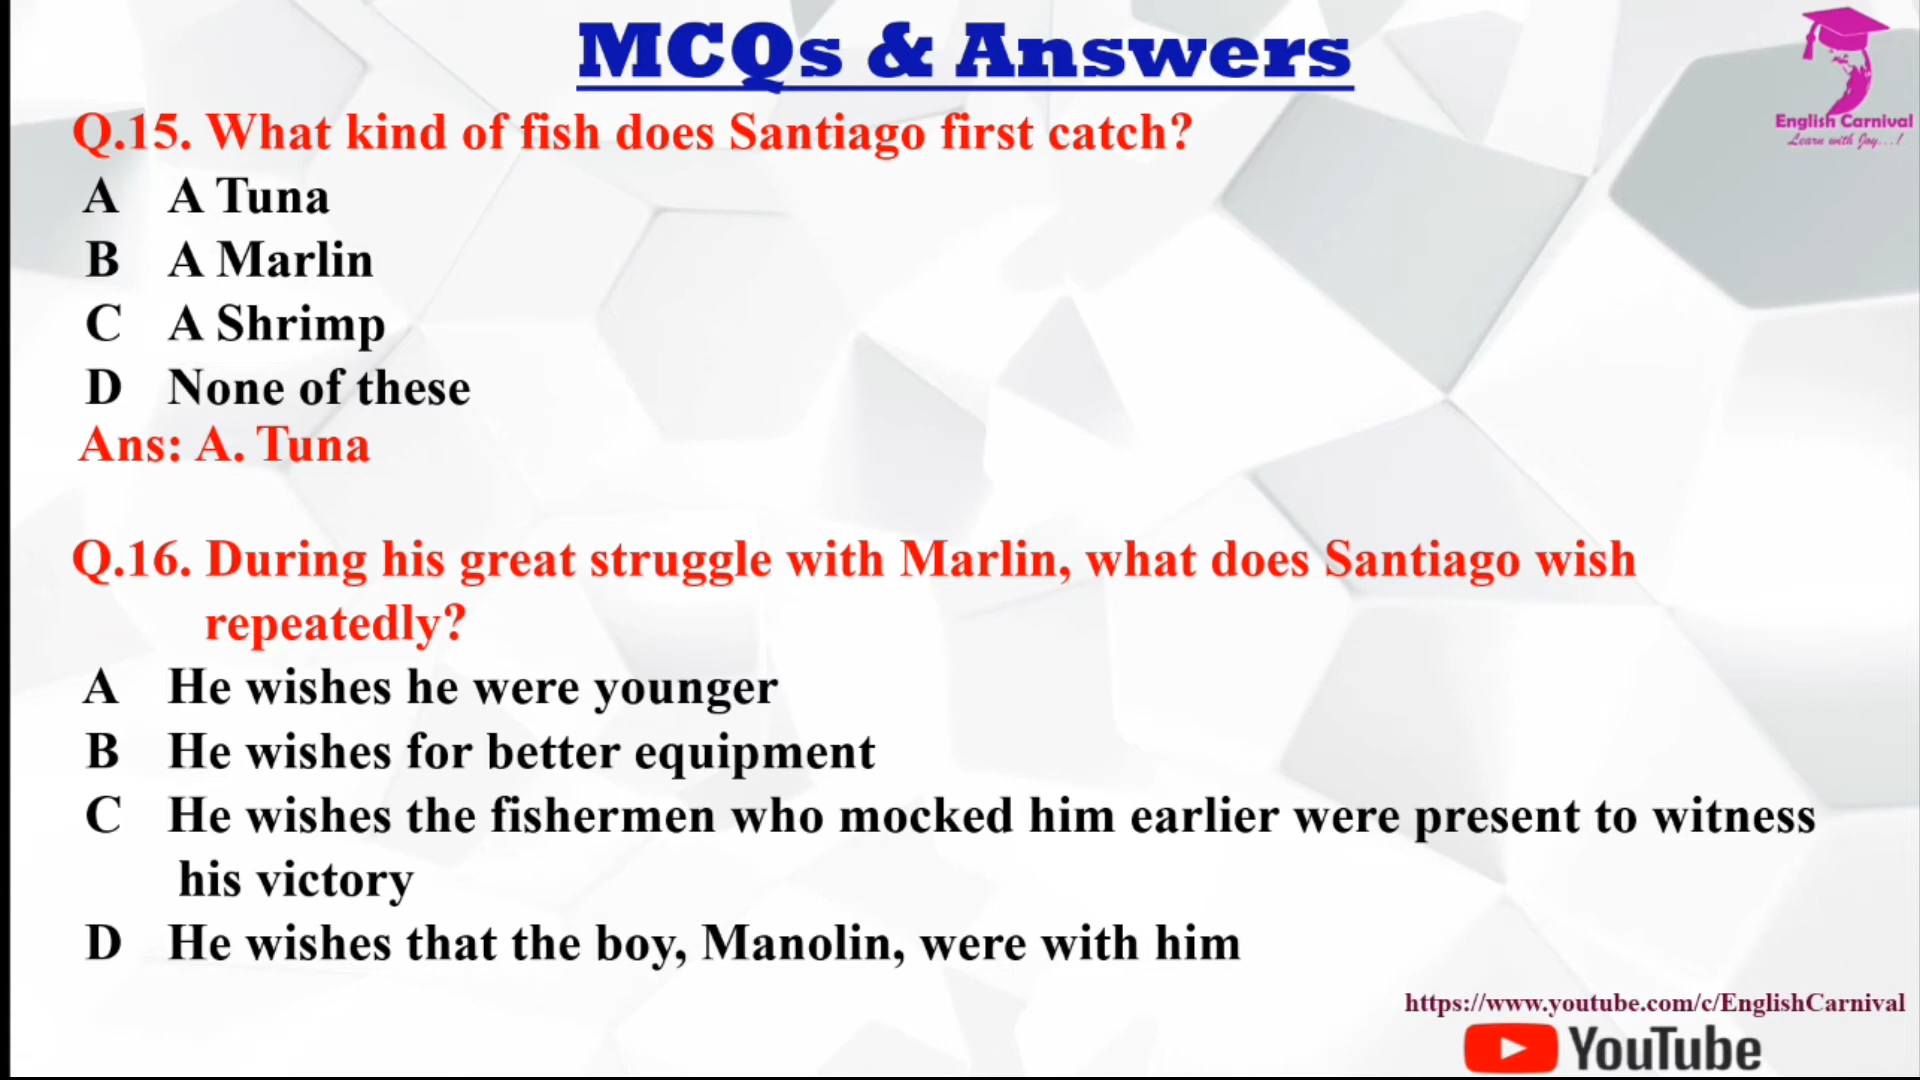 MCQs & Answers
English Carnival
Learn with Joy...!
Q.15. What kind of fish does Santiago first catch?
A A Tuna
B A Marlin
C A Shrimp
D None of these
Ans: A. Tuna
Q.16. During his great struggle with Marlin, what does Santiago wish
repeatedly?
A He wishes he were younger
B He wishes for better equipment
C He wishes the fishermen who mocked him earlier were present to witness
his victory
D He wishes that the boy, Manolin, were with him
https://www.youtube.com/c/EnglishCarnival
YouTube